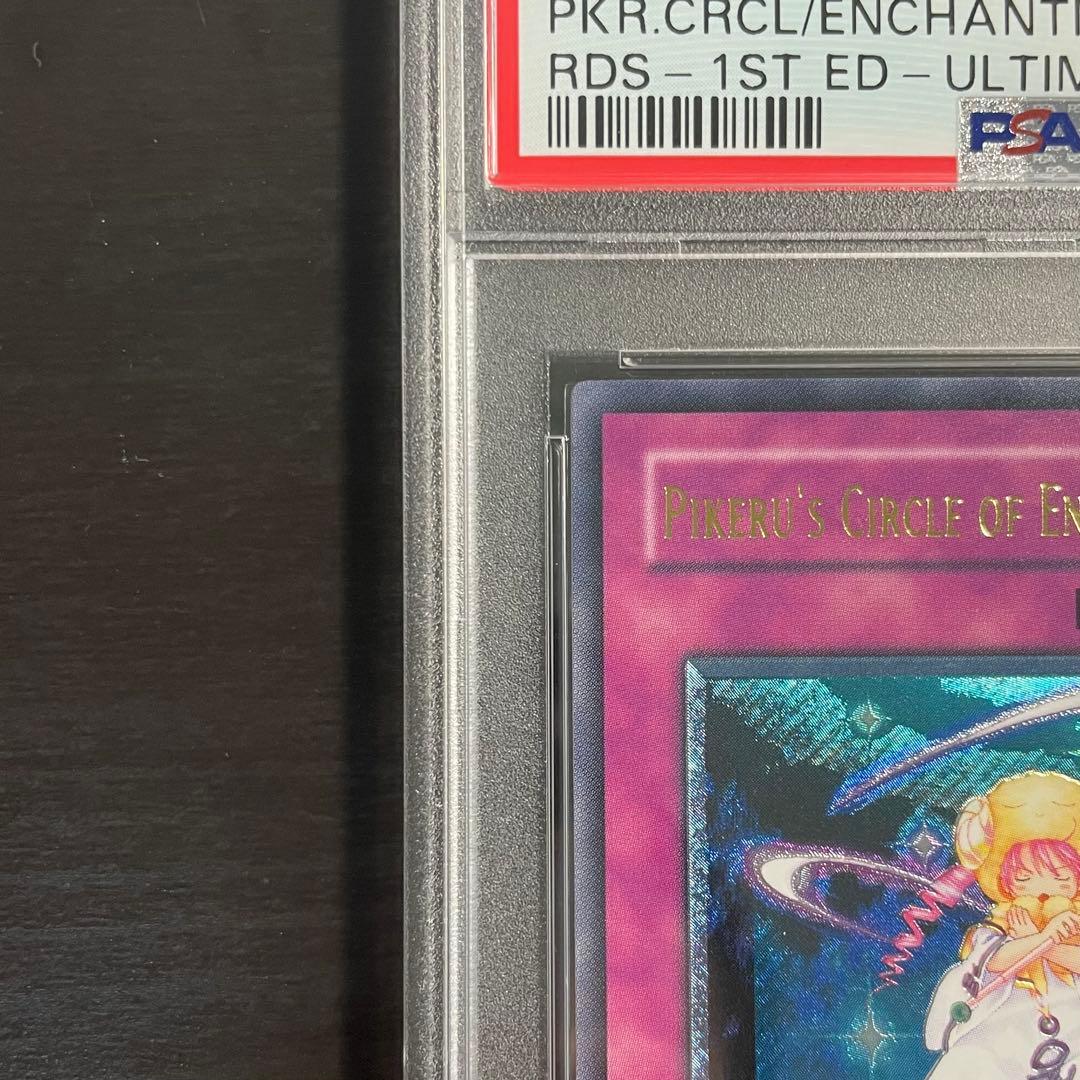 PKR.CRCL/ENCHANT
RDS - 1ST ED - ULTIM
PSA
PIKERU'S CIRCLE OF EN